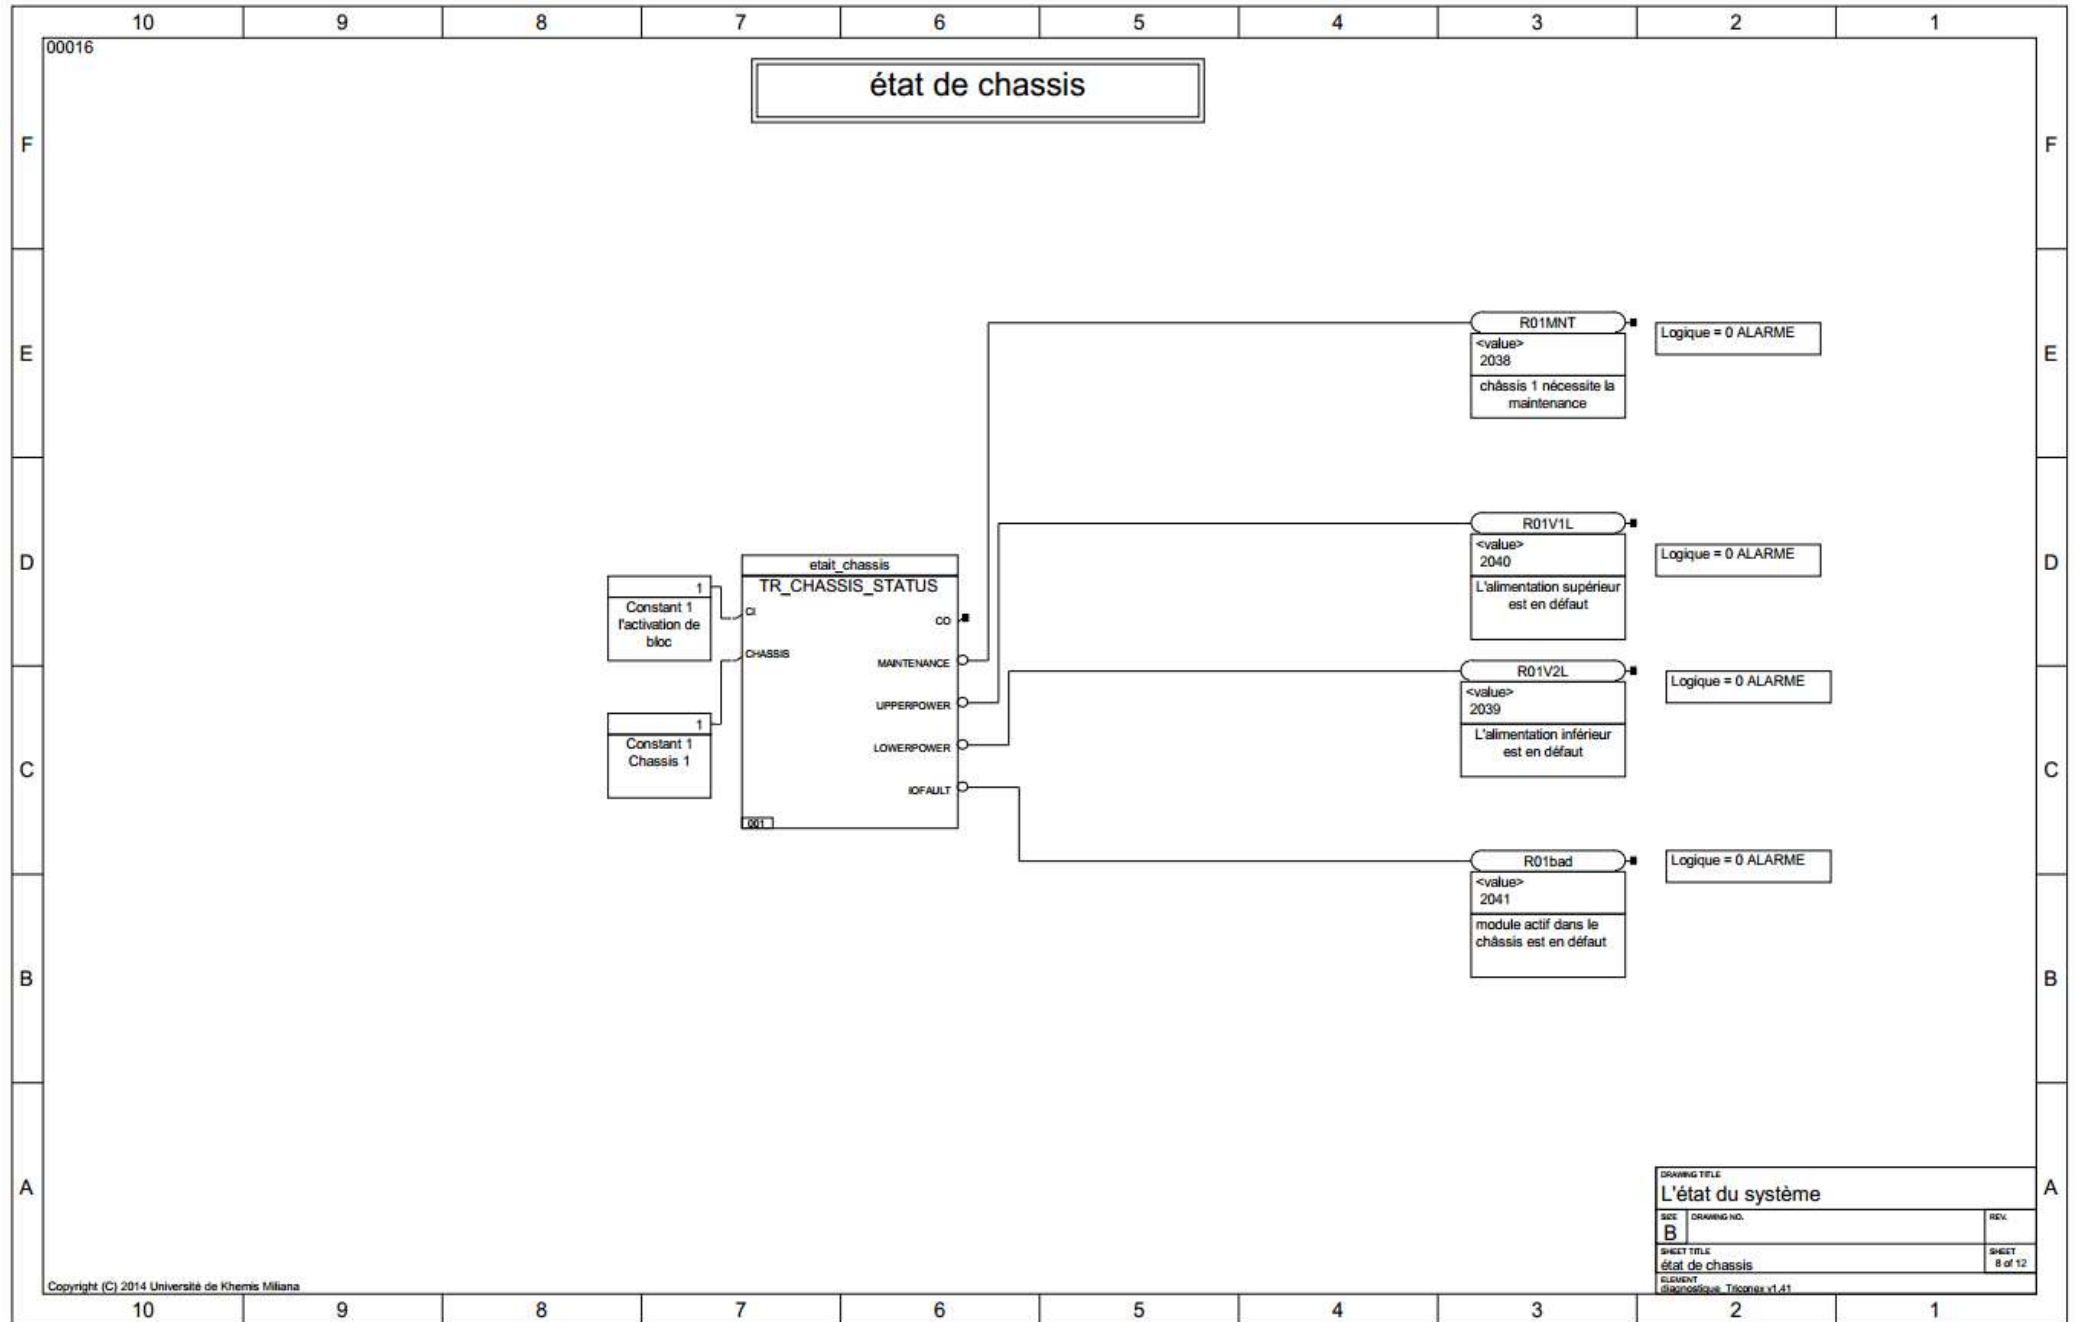 10 9 8 7 6 5 4 3 2 1
00016
état de chassis
F F
E E
D D
C C
B B
A A
R01MNT
<value>
2038
châssis 1 nécessite la
maintenance
Logique = 0 ALARME
R01V1L
<value>
2040
L'alimentation supérieur
est en défaut
Logique = 0 ALARME
etait_chassis
TR_CHASSIS_STATUS
CI
CHASSIS
CO
MAINTENANCE
UPPERPOWER
LOWERPOWER
IOFAULT
001
1
Constant 1
l'activation de
bloc
1
Constant 1
Chassis 1
R01V2L
<value>
2039
L'alimentation inférieur
est en défaut
Logique = 0 ALARME
R01bad
<value>
2041
module actif dans le
châssis est en défaut
Logique = 0 ALARME
DRAWING TITLE
L'état du système
SIZE DRAWING NO. REV.
B
SHEET TITLE SHEET
état de chassis 8 of 12
ELEMENT
diagnostique_Triconex v1.41
Copyright (C) 2014 Université de Khemis Miliana
10 9 8 7 6 5 4 3 2 1